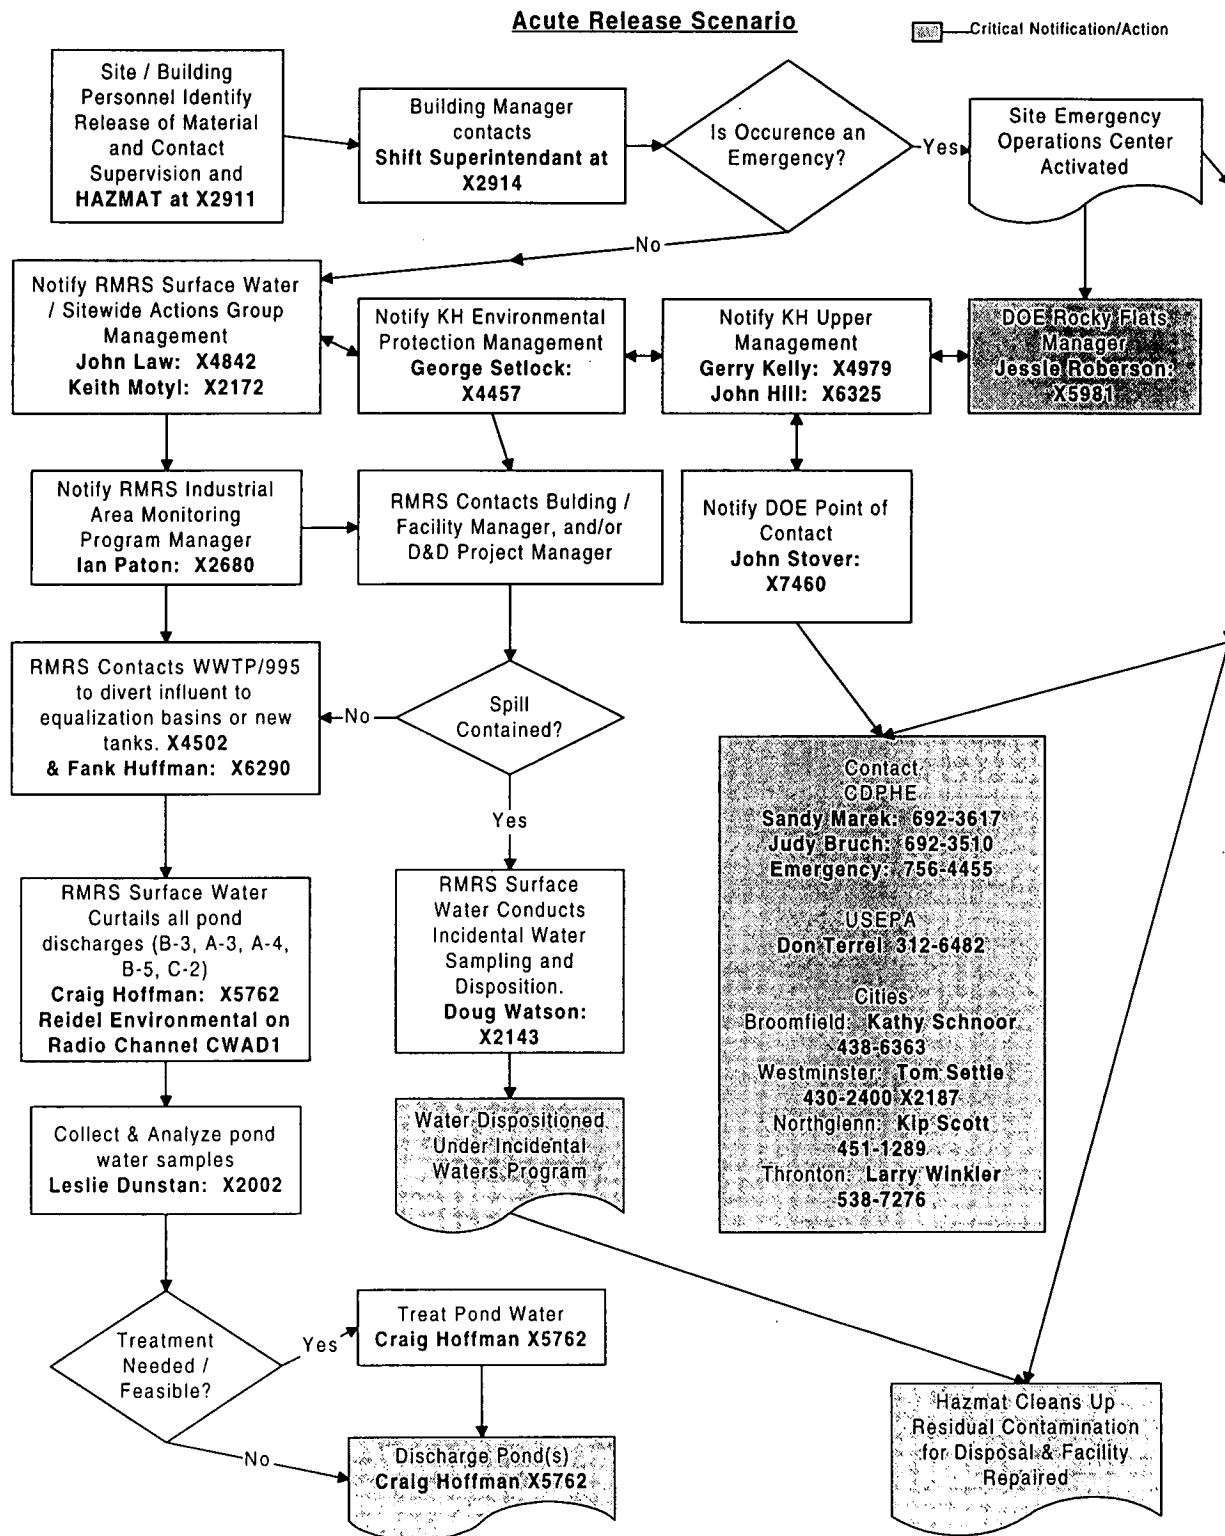 Acute Release Scenario
Critical Notification/Action
Site / Building
Personnel Identify
Release of Material
and Contact
Supervision and
HAZMAT at X2911
Building Manager
contacts
Shift Superintendant at
X2914
Is Occurence an
Emergency?
Yes
Site Emergency
Operations Center
Activated
No
Notify RMRS Surface Water
/ Sitewide Actions Group
Management
John Law: X4842
Keith Motyl: X2172
Notify KH Environmental
Protection Management
George Setlock:
X4457
Notify KH Upper
Management
Gerry Kelly: X4979
John Hill: X6325
DOE Rocky Flats
Manager
Jessie Roberson:
X5981
Notify RMRS Industrial
Area Monitoring
Program Manager
Ian Paton: X2680
RMRS Contacts Bulding /
Facility Manager, and/or
D&D Project Manager
Notify DOE Point of
Contact
John Stover:
X7460
RMRS Contacts WWTP/995
to divert influent to
equalization basins or new
tanks. X4502
& Fank Huffman: X6290
No
Spill
Contained?
Yes
Contact
CDPHE
Sandy Marek: 692-3617
Judy Bruch: 692-3510
Emergency: 756-4455
USEPA
Don Terrel 312-6482
Cities
Broomfield: Kathy Schnoor
438-6363
Westminster: Tom Settle
430-2400 X2187
Northglenn: Kip Scott
451-1289
Thronton: Larry Winkler
538-7276
RMRS Surface Water
Curtails all pond
discharges (B-3, A-3, A-4,
B-5, C-2)
Craig Hoffman: X5762
Reidel Environmental on
Radio Channel CWAD1
RMRS Surface
Water Conducts
Incidental Water
Sampling and
Disposition.
Doug Watson:
X2143
Collect & Analyze pond
water samples
Leslie Dunstan: X2002
Water Dispositioned
Under Incidental
Waters Program
Treatment
Needed /
Feasible?
Yes
Treat Pond Water
Craig Hoffman X5762
No
Discharge Pond(s)
Craig Hoffman X5762
Hazmat Cleans Up
Residual Contamination
for Disposal & Facility
Repaired